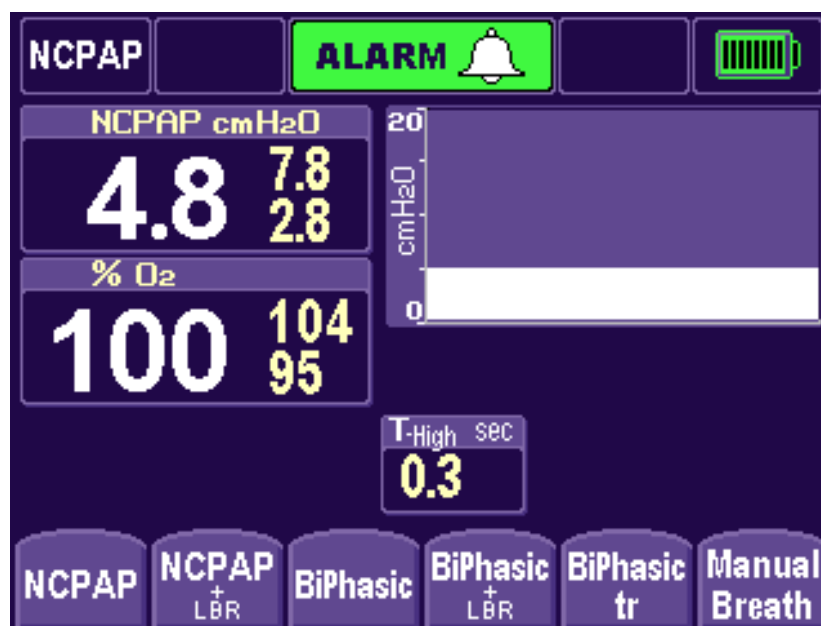 NCPAP
ALARM
NCPAP cmH2O
4.8
7.8
2.8
% O2
100
104
95
20
cmH2O
0
T-High sec
0.3
NCPAP
NCPAP
+
LBR
BiPhasic
BiPhasic
+
LBR
BiPhasic
tr
Manual
Breath